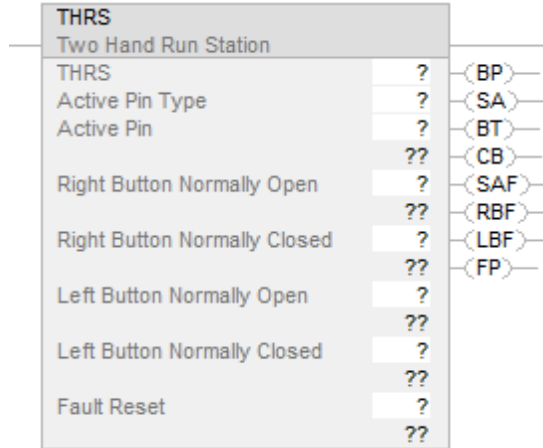 THRS
Two Hand Run Station
THRS ? (BP)
Active Pin Type ? (SA)
Active Pin ? (BT)
?? (CB)
Right Button Normally Open ? (SAF)
?? (RBF)
Right Button Normally Closed ? (LBF)
?? (FP)
Left Button Normally Open ?
??
Left Button Normally Closed ?
??
Fault Reset ?
??